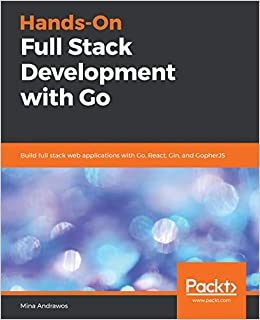 Hands-On
Full Stack
Development
with Go
Build full stack web applications with Go, React, Gin, and GopherJS
Mina Andrawos
Packt>
www.packt.com